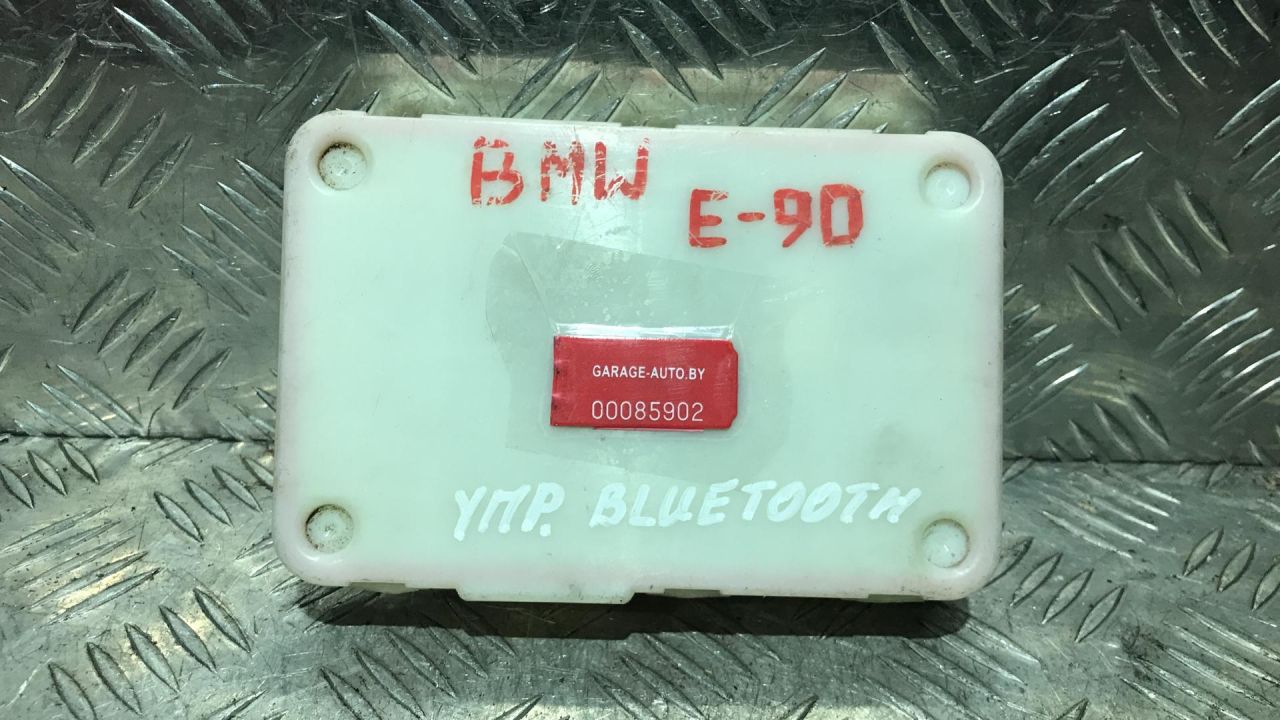 BMW
E-90
GARAGE-AUTO.BY
00085902
УПР. BLUETOOTH